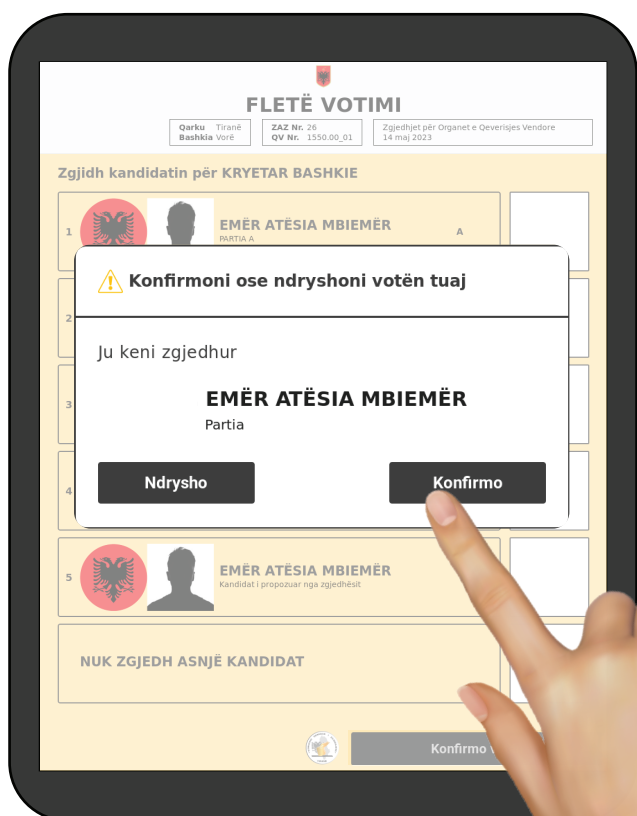 FLETË VOTIMI
Qarku Tiranë
Bashkia Vorë
ZAZ Nr. 26
QV Nr. 1550.00_01
Zgjedhjet për Organet e Qeverisjes Vendore
14 maj 2023
Zgjidh kandidatin për KRYETAR BASHKIE
1
EMËR ATËSIA MBIEMËR
PARTIA A
A
Konfirmoni ose ndryshoni votën tuaj
2
Ju keni zgjedhur
3
EMËR ATËSIA MBIEMËR
Partia
4
Ndrysho
Konfirmo
5
EMËR ATËSIA MBIEMËR
Kandidat i propozuar nga zgjedhësit
NUK ZGJEDH ASNJË KANDIDAT
Konfirmo